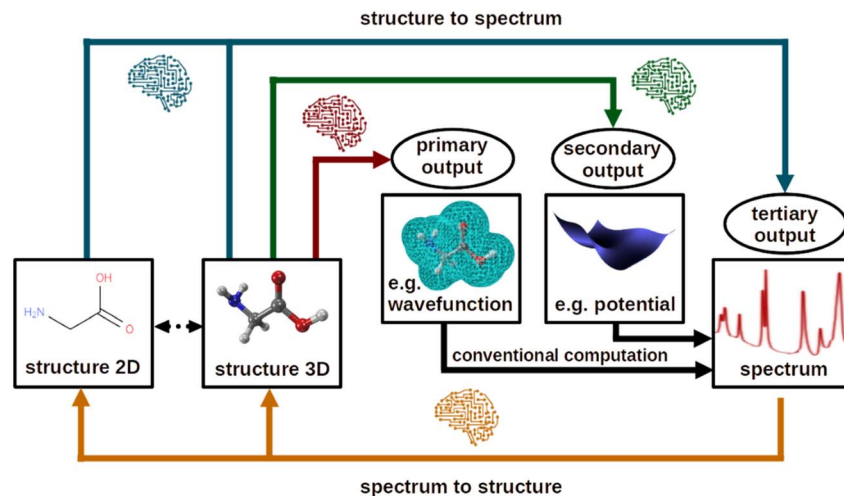 structure to spectrum
primary
output
secondary
output
tertiary
output
OH
H₂N
O
e.g.
wavefunction
e.g. potential
structure 2D
structure 3D
conventional computation
spectrum
spectrum to structure